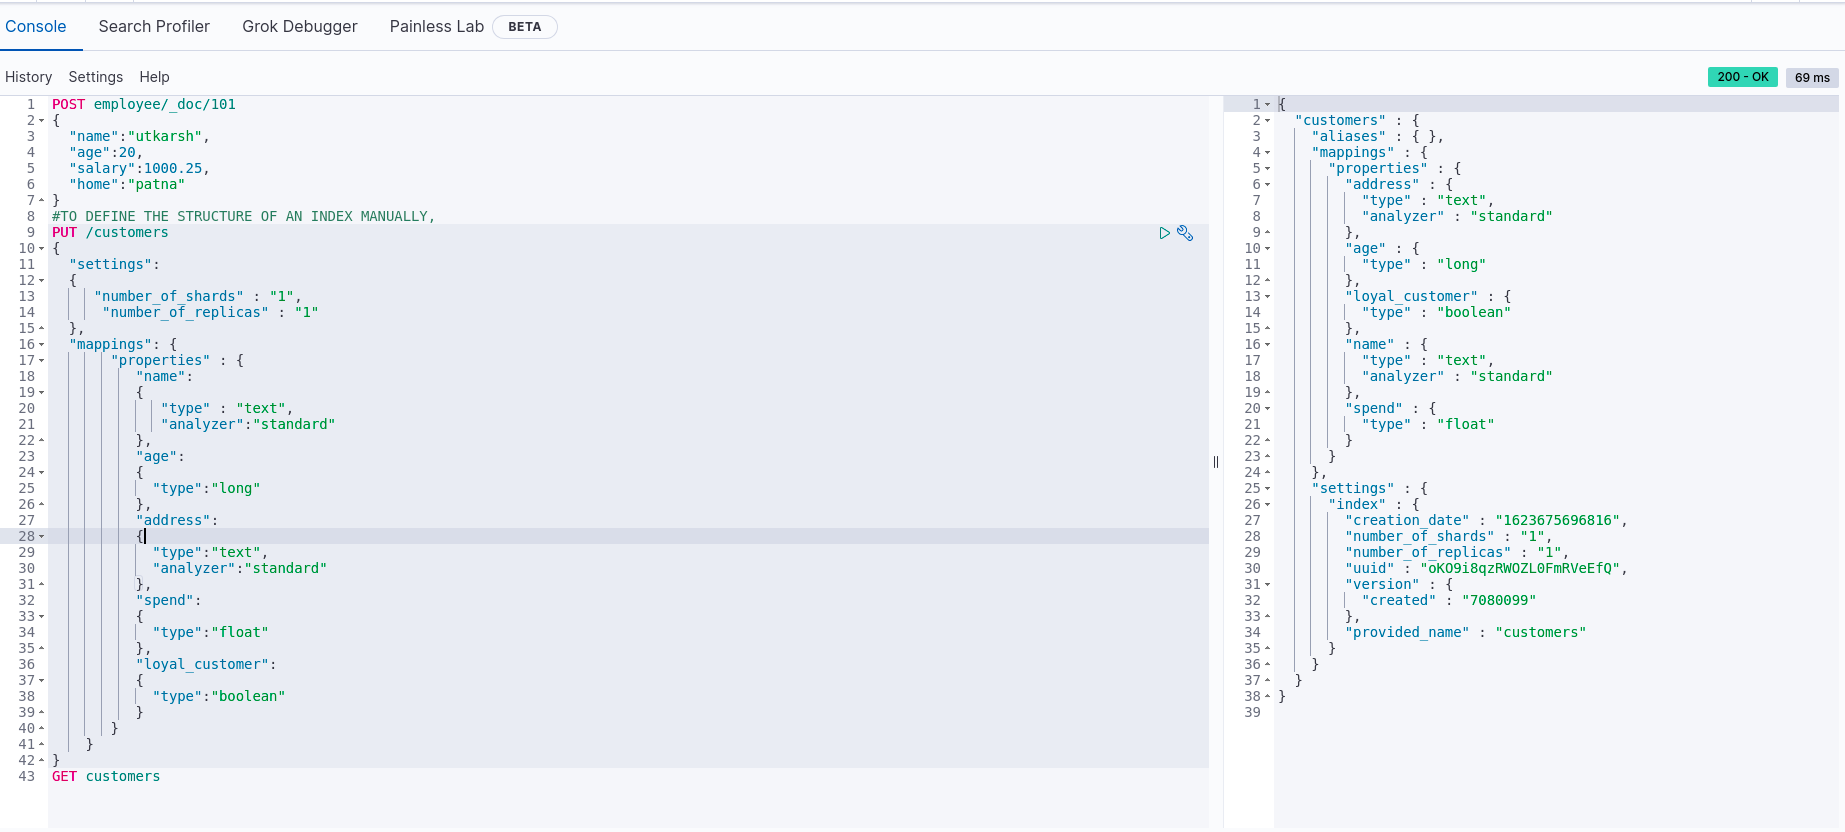 Console Search Profiler Grok Debugger Painless Lab BETA
History Settings Help 200 - OK 69 ms
1 POST employee/_doc/101
2 {
3 "name":"utkarsh",
4 "age":20,
5 "salary":1000.25,
6 "home":"patna"
7 }
8 #TO DEFINE THE STRUCTURE OF AN INDEX MANUALLY,
9 PUT /customers
10 {
11 "settings":
12 {
13 "number_of_shards" : "1",
14 "number_of_replicas" : "1"
15 },
16 "mappings": {
17 "properties" : {
18 "name":
19 {
20 "type" : "text",
21 "analyzer":"standard"
22 },
23 "age":
24 {
25 "type":"long"
26 },
27 "address":
28 {
29 "type":"text",
30 "analyzer":"standard"
31 },
32 "spend":
33 {
34 "type":"float"
35 },
36 "loyal_customer":
37 {
38 "type":"boolean"
39 }
40 }
41 }
42 }
43 GET customers
1 {
2 "customers" : {
3 "aliases" : { },
4 "mappings" : {
5 "properties" : {
6 "address" : {
7 "type" : "text",
8 "analyzer" : "standard"
9 },
10 "age" : {
11 "type" : "long"
12 },
13 "loyal_customer" : {
14 "type" : "boolean"
15 },
16 "name" : {
17 "type" : "text",
18 "analyzer" : "standard"
19 },
20 "spend" : {
21 "type" : "float"
22 }
23 }
24 },
25 "settings" : {
26 "index" : {
27 "creation_date" : "1623675696816",
28 "number_of_shards" : "1",
29 "number_of_replicas" : "1",
30 "uuid" : "oKO9i8qzRWOZL0FmRVeEfQ",
31 "version" : {
32 "created" : "7080099"
33 },
34 "provided_name" : "customers"
35 }
36 }
37 }
38 }
39